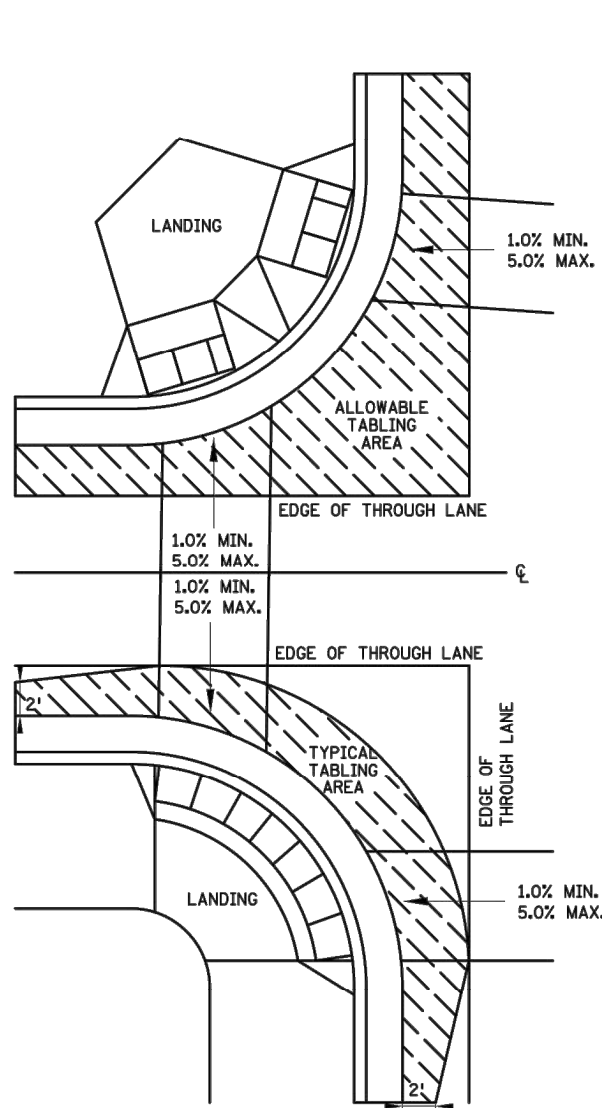 LANDING
1.0% MIN.
5.0% MAX.
ALLOWABLE
TABLING
AREA
EDGE OF THROUGH LANE
1.0% MIN.
5.0% MAX.
℄
1.0% MIN.
5.0% MAX.
EDGE OF THROUGH LANE
2'
EDGE OF
THROUGH LANE
TYPICAL
TABLING
AREA
LANDING
1.0% MIN.
5.0% MAX.
2'